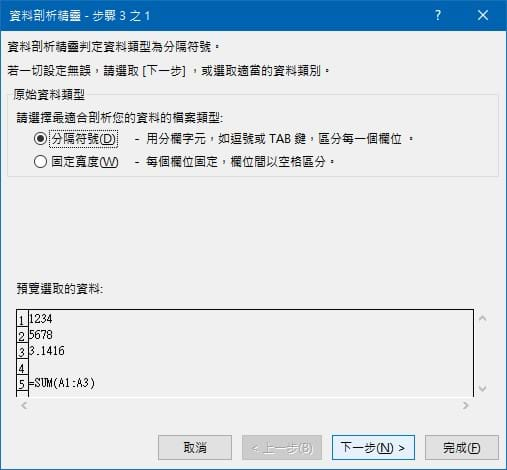 資料剖析精靈 - 步驟 3 之 1
資料剖析精靈判定資料類型為分隔符號。
若一切設定無誤，請選取 [下一步] ，或選取適當的資料類別。
原始資料類型
請選擇最適合剖析您的資料的檔案類型:
分隔符號(D) - 用分欄字元，如逗號或 TAB 鍵，區分每一個欄位 。
固定寬度(W) - 每個欄位固定，欄位間以空格區分。
預覽選取的資料:
1 1234
2 5678
3 3.1416
4
5 =SUM(A1:A3)
取消 < 上一步(B) 下一步(N) > 完成(F)